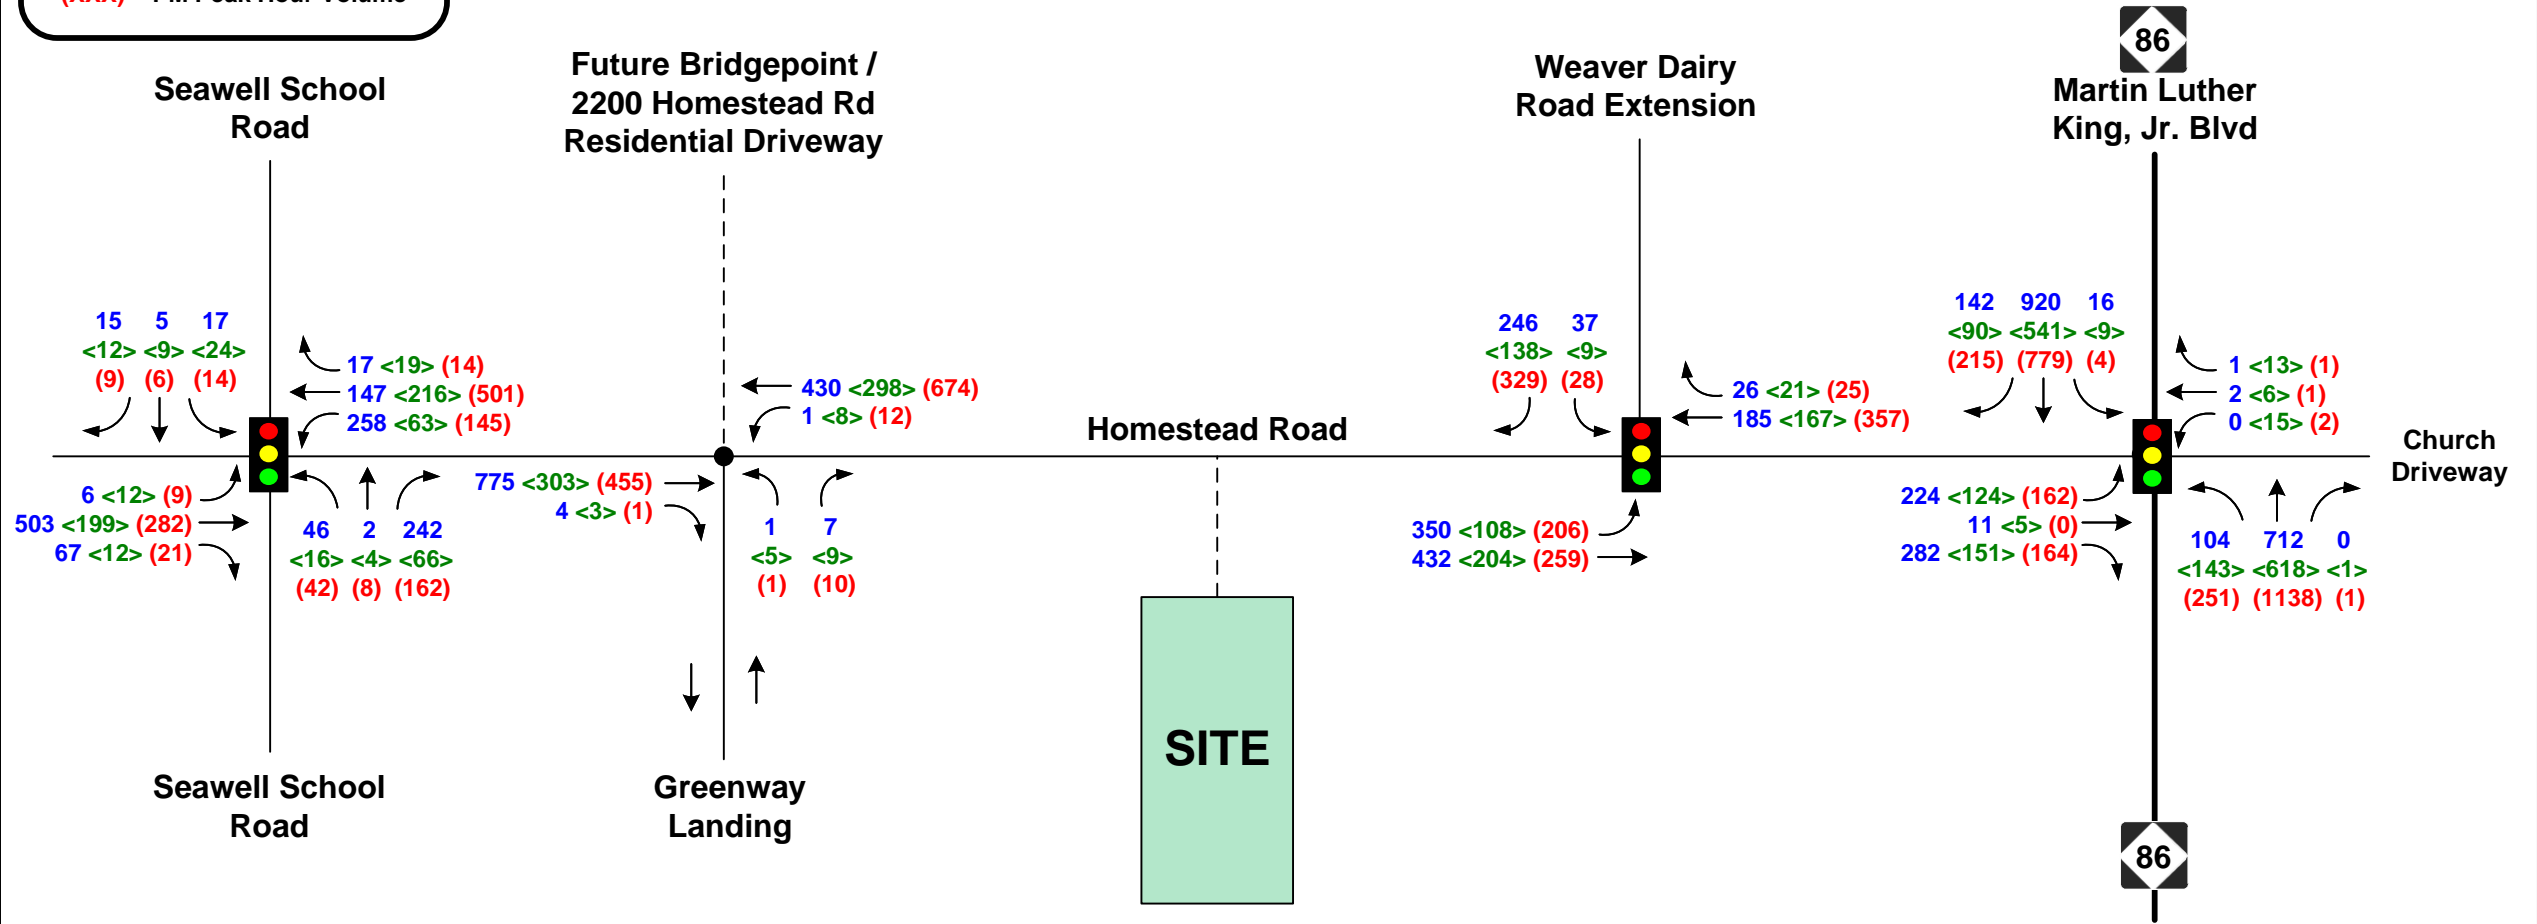 (XXX) PM Peak Hour Volume
86
Seawell School
Road
Future Bridgepoint /
2200 Homestead Rd
Residential Driveway
Weaver Dairy
Road Extension
Martin Luther
King, Jr. Blvd
15 5 17
<12> <9> <24>
(9) (6) (14)
17 <19> (14)
147 <216> (501)
258 <63> (145)
6 <12> (9)
503 <199> (282)
67 <12> (21)
46 2 242
<16> <4> <66>
(42) (8) (162)
430 <298> (674)
1 <8> (12)
775 <303> (455)
4 <3> (1)
1 7
<5> <9>
(1) (10)
Homestead Road
246 37
<138> <9>
(329) (28)
26 <21> (25)
185 <167> (357)
350 <108> (206)
432 <204> (259)
142 920 16
<90> <541> <9>
(215) (779) (4)
1 <13> (1)
2 <6> (1)
0 <15> (2)
224 <124> (162)
11 <5> (0)
282 <151> (164)
104 712 0
<143> <618> <1>
(251) (1138) (1)
Church
Driveway
SITE
Seawell School
Road
Greenway
Landing
86